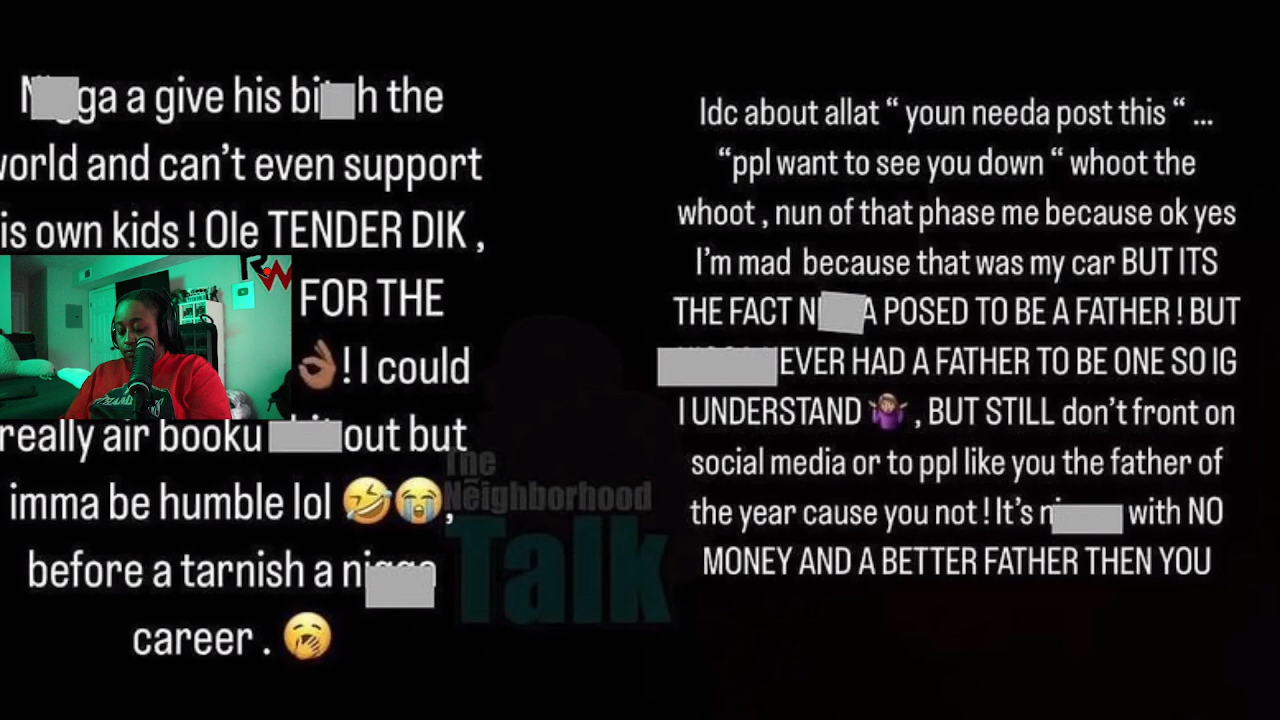 ga a give his bi h the
world and can't even support
is own kids ! Ole TENDER DIK ,
FOR THE
👌🏽 ! I could
really air booku out but
imma be humble lol 🤣😭,
before a tarnish a nigga
career . 🥱
Idc about allat “ youn needa post this “ ...
“ppl want to see you down “ whoot the
whoot , nun of that phase me because ok yes
I'm mad because that was my car BUT ITS
THE FACT N A POSED TO BE A FATHER ! BUT
EVER HAD A FATHER TO BE ONE SO IG
I UNDERSTAND 🤷🏽‍♀️ , BUT STILL don't front on
social media or to ppl like you the father of
the year cause you not ! It's ni with NO
MONEY AND A BETTER FATHER THEN YOU
The
Neighborhood
Talk
RW